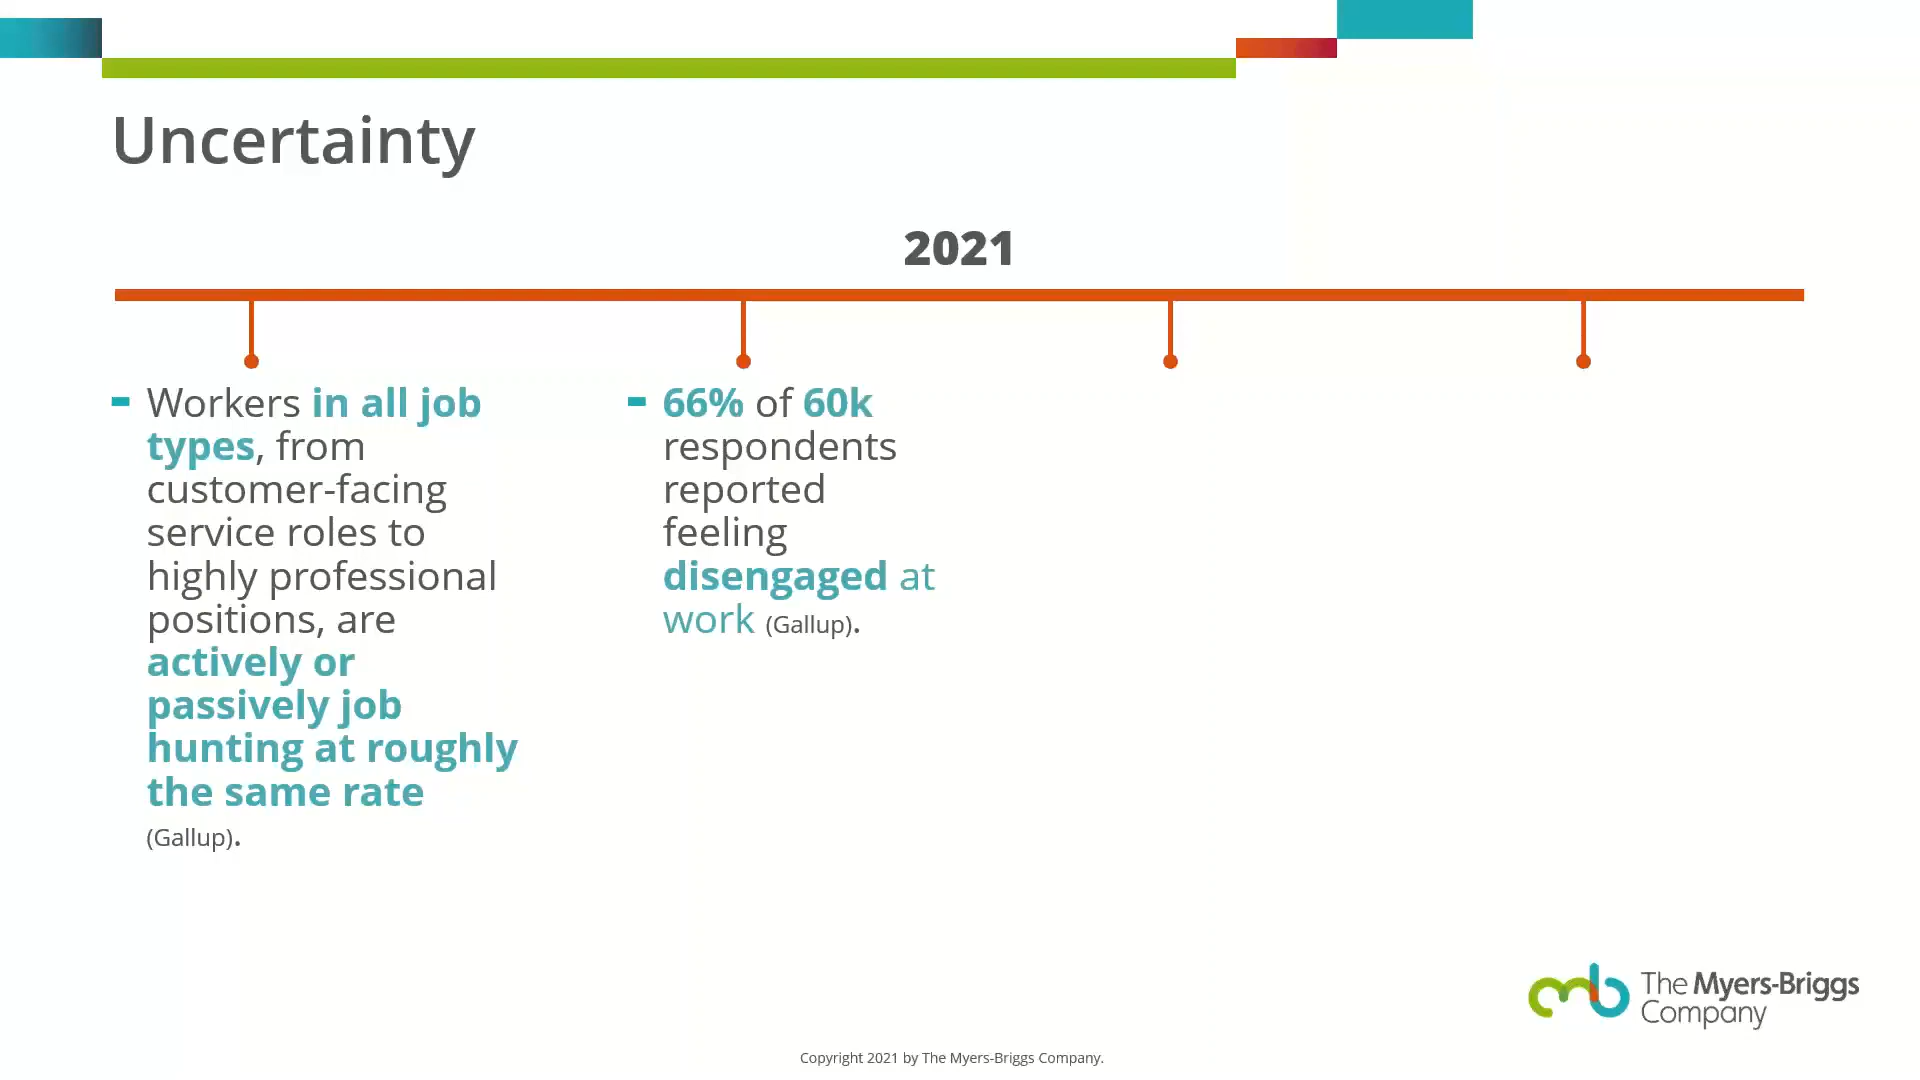 Uncertainty
2021
- Workers in all job
types, from
customer-facing
service roles to
highly professional
positions, are
actively or
passively job
hunting at roughly
the same rate
(Gallup).
- 66% of 60k
respondents
reported
feeling
disengaged at
work (Gallup).
The Myers-Briggs
Company
Copyright 2021 by The Myers-Briggs Company.